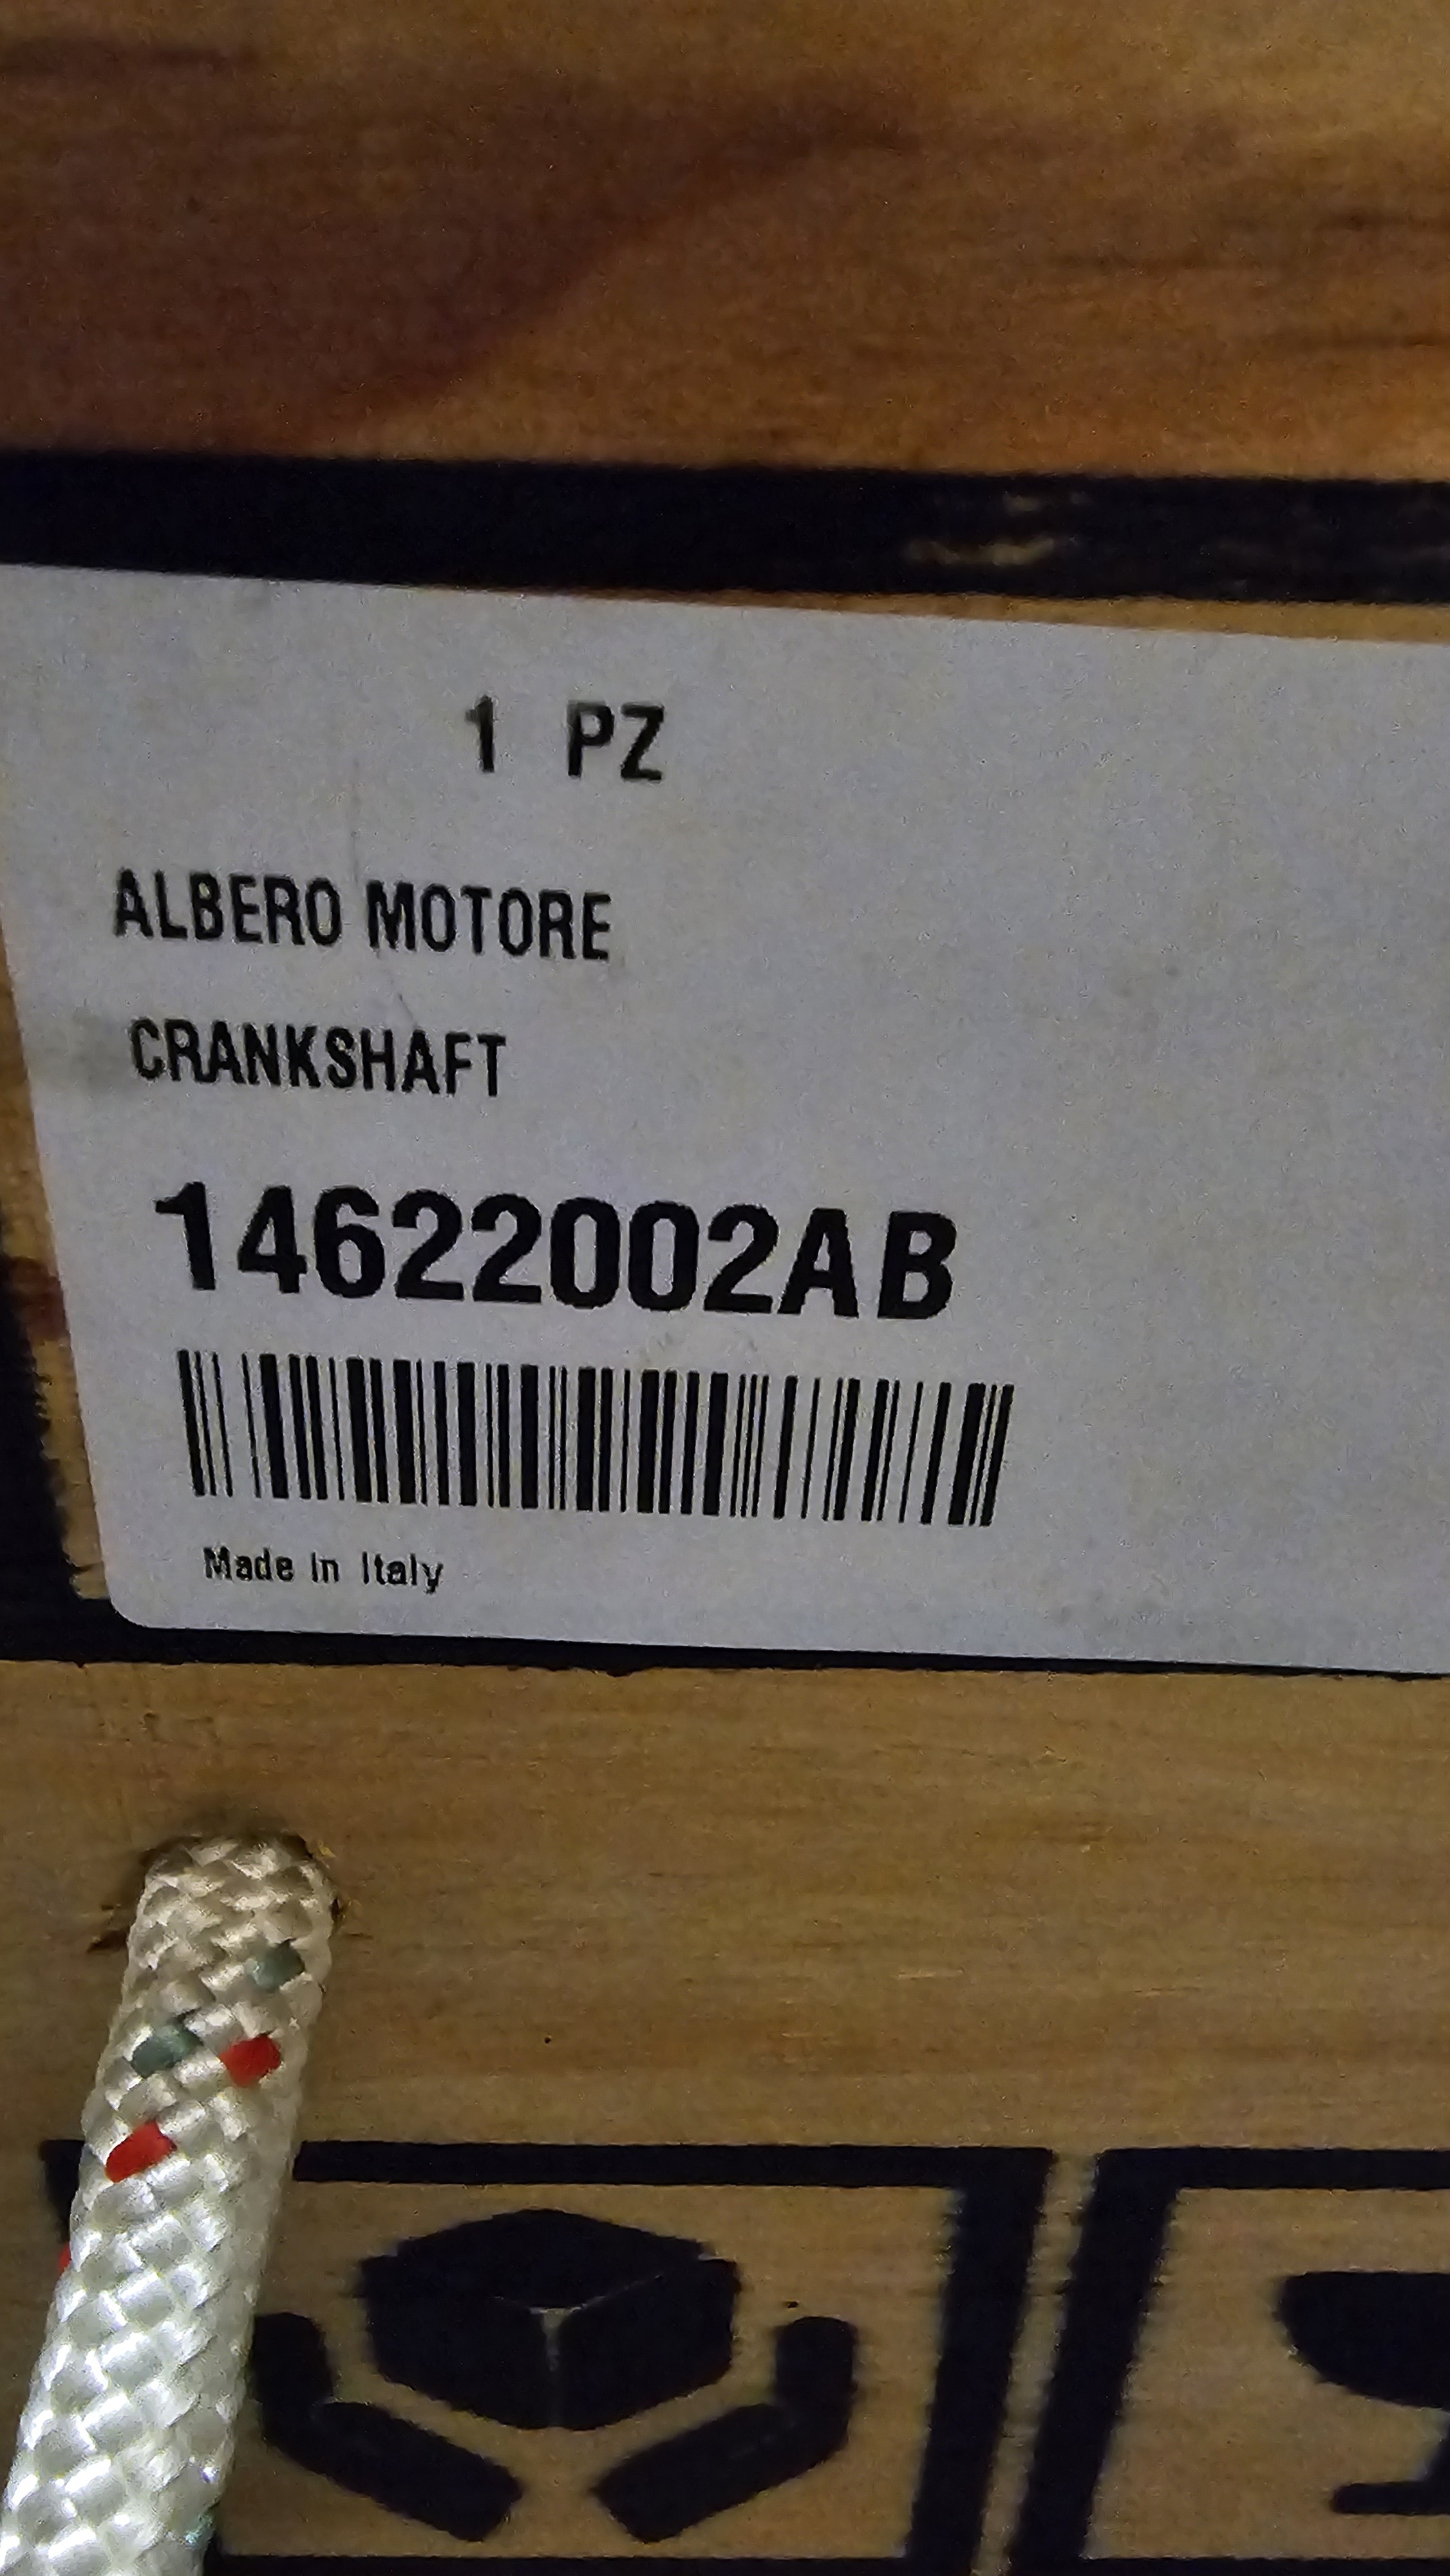 1 PZ
ALBERO MOTORE
CRANKSHAFT
14622002AB
Made in Italy